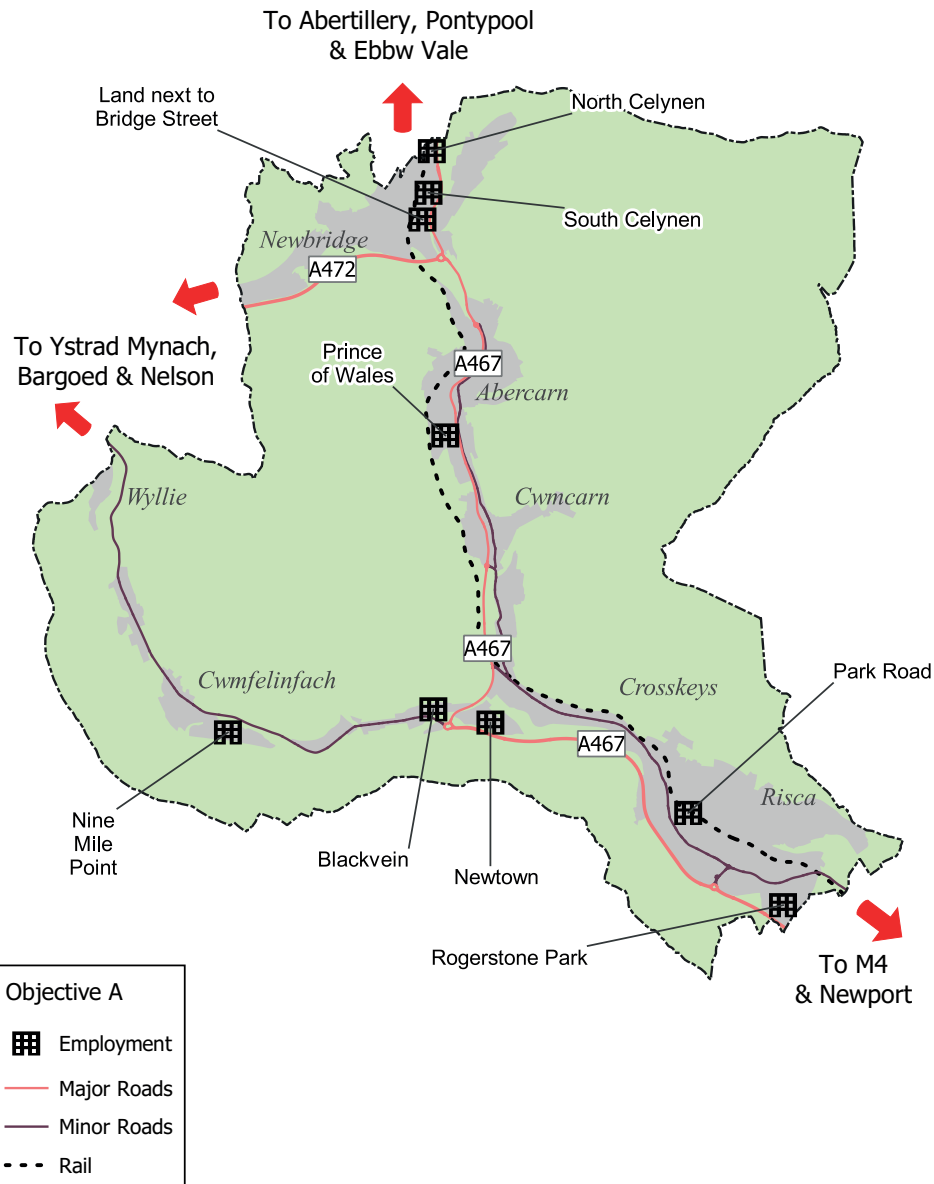 To Abertillery, Pontypool
& Ebbw Vale
Land next to
Bridge Street
North Celynen
South Celynen
Newbridge
A472
To Ystrad Mynach,
Bargoed & Nelson
Prince
of Wales
A467
Abercarn
Wyllie
Cwmcarn
A467
Cwmfelinfach
Crosskeys
Park Road
A467
Risca
Nine
Mile
Point
Blackvein
Newtown
Rogerstone Park
To M4
& Newport
Objective A
Employment
Major Roads
Minor Roads
Rail